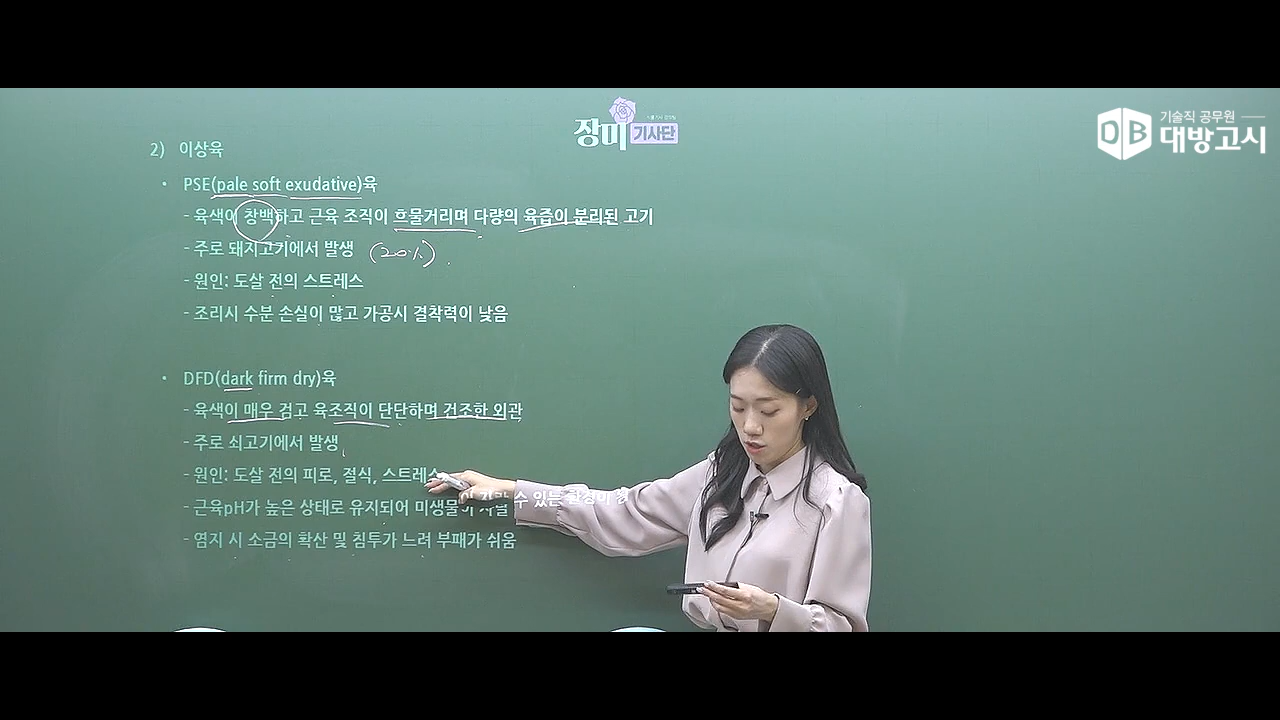 장미 기사단
기술직 공무원
대방고시
2) 이상육
• PSE(pale soft exudative)육
- 육색이 창백하고 근육 조직이 흐물거리며 다량의 육즙이 분리된 고기
- 주로 돼지고기에서 발생 (20%)
- 원인: 도살 전의 스트레스
- 조리시 수분 손실이 많고 가공시 결착력이 낮음
• DFD(dark firm dry)육
- 육색이 매우 검고 육조직이 단단하며 건조한 외관
- 주로 쇠고기에서 발생
- 원인: 도살 전의 피로, 절식, 스트레스
- 근육pH가 높은 상태로 유지되어 미생물이 수 있는
- 염지 시 소금의 확산 및 침투가 느려 부패가 쉬움